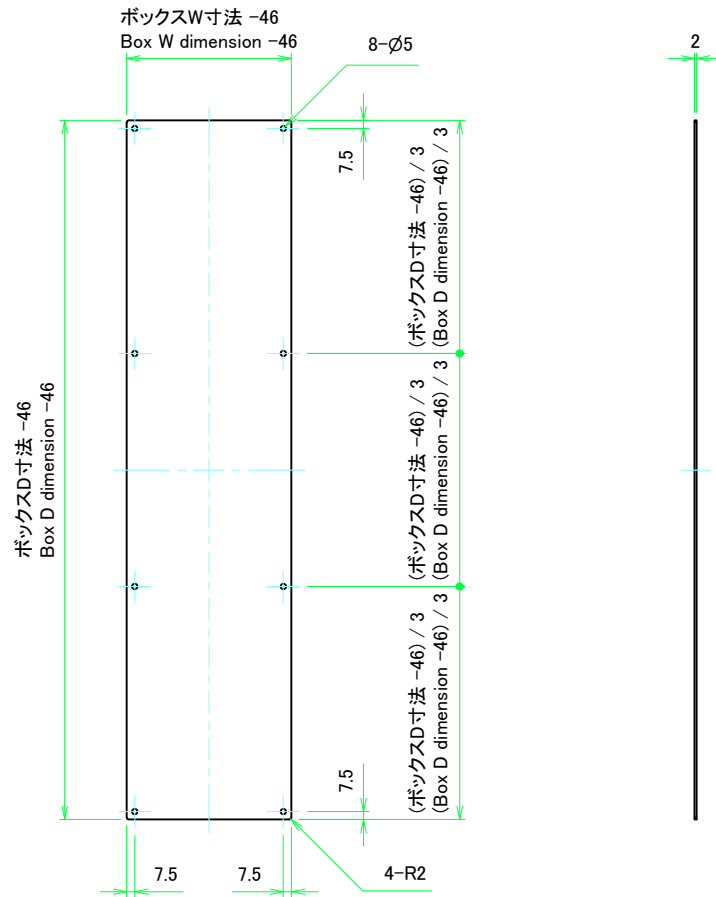 ボックスW寸法 -46
Box W dimension -46
8-Ø5
2
7.5
(ボックスD寸法 -46) / 3
(Box D dimension -46) / 3
ボックスD寸法 -46
Box D dimension -46
(ボックスD寸法 -46) / 3
(Box D dimension -46) / 3
(ボックスD寸法 -46) / 3
(Box D dimension -46) / 3
7.5
7.5
7.5
4-R2